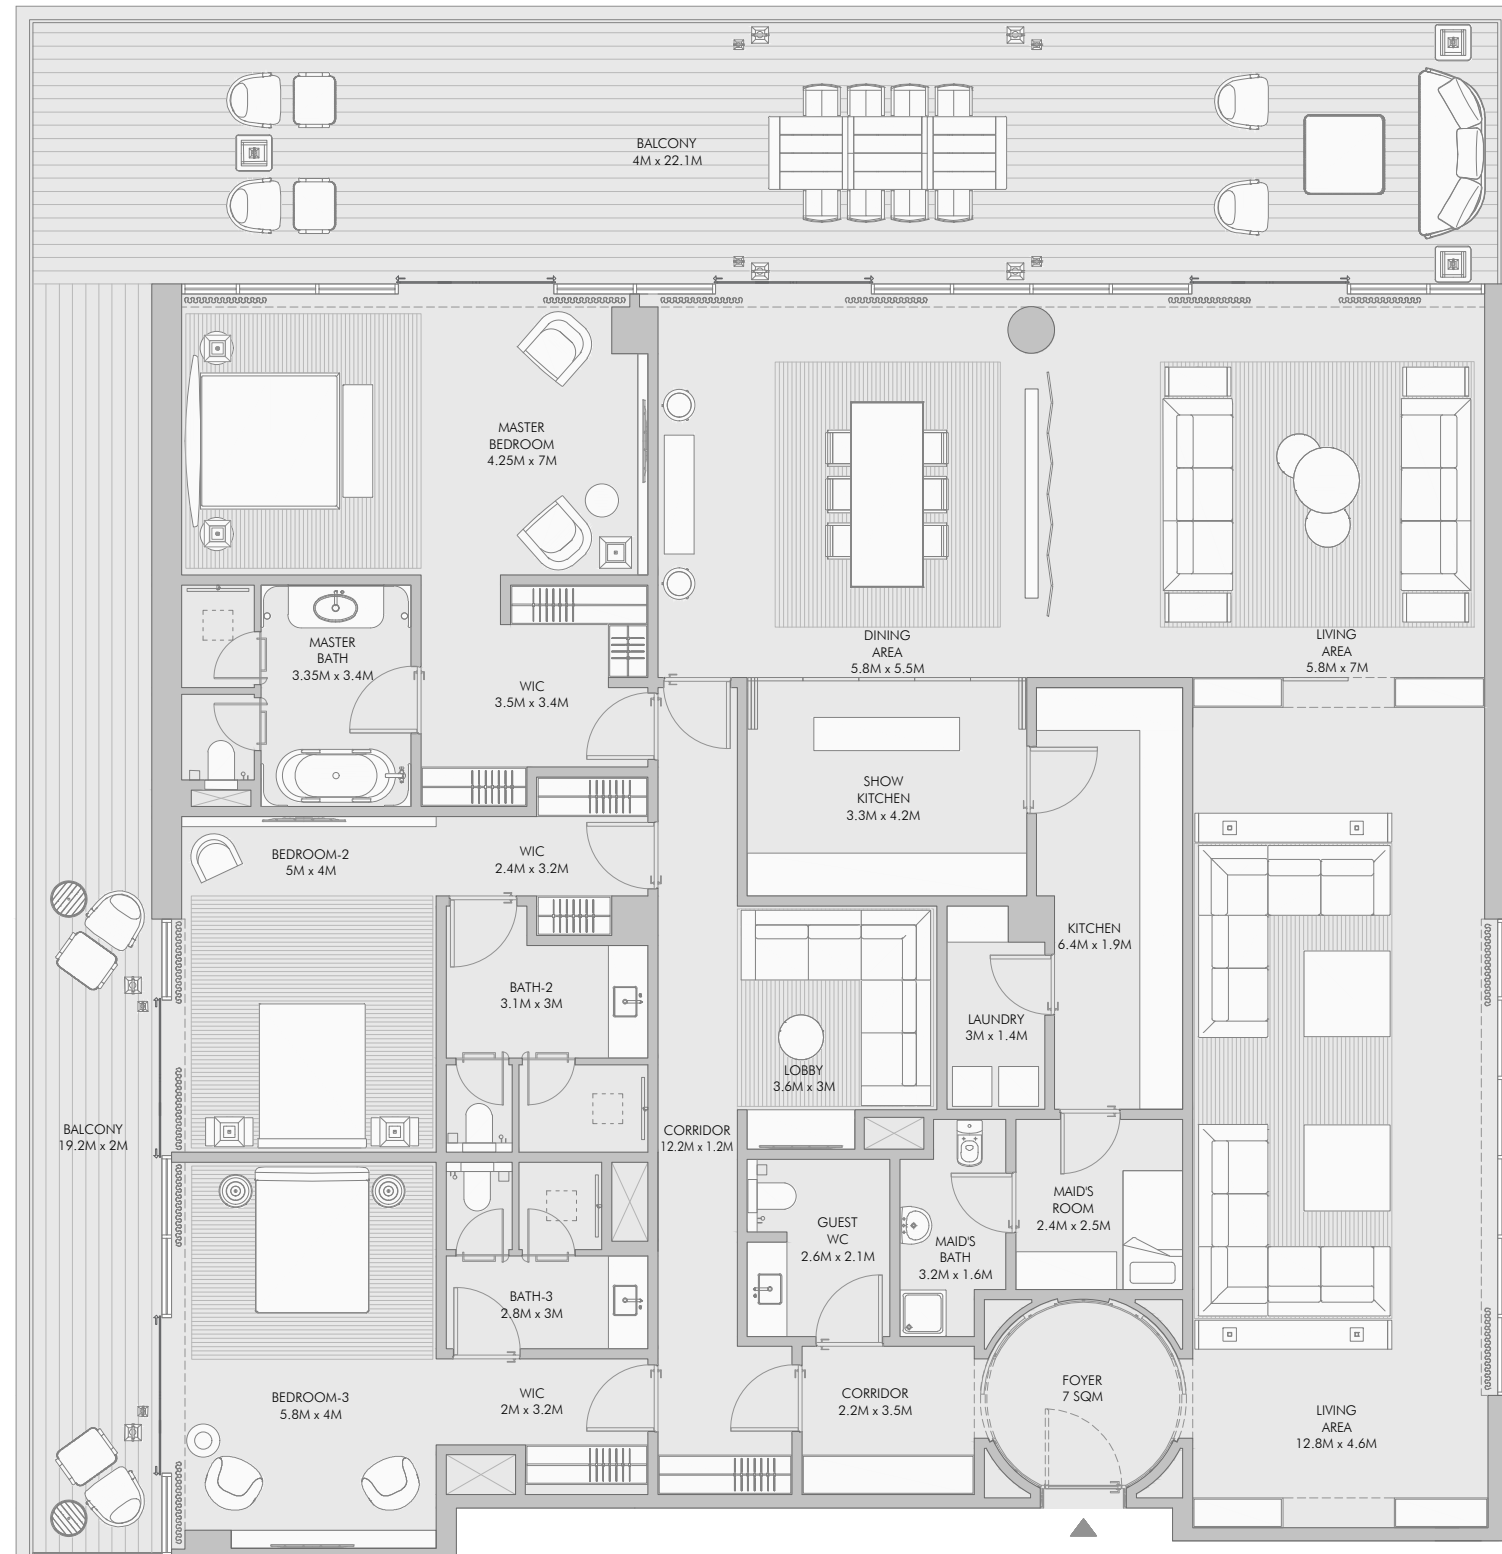 BALCONY
4M x 22.1M
MASTER
BEDROOM
4.25M x 7M
DINING
AREA
5.8M x 5.5M
LIVING
AREA
5.8M x 7M
MASTER
BATH
3.35M x 3.4M
WIC
3.5M x 3.4M
SHOW
KITCHEN
3.3M x 4.2M
BEDROOM-2
5M x 4M
WIC
2.4M x 3.2M
KITCHEN
6.4M x 1.9M
BATH-2
3.1M x 3M
LAUNDRY
3M x 1.4M
LOBBY
3.6M x 3M
BALCONY
19.2M x 2M
CORRIDOR
12.2M x 1.2M
MAID'S
ROOM
2.4M x 2.5M
GUEST
WC
2.6M x 2.1M
MAID'S
BATH
3.2M x 1.6M
BATH-3
2.8M x 3M
BEDROOM-3
5.8M x 4M
WIC
2M x 3.2M
CORRIDOR
2.2M x 3.5M
FOYER
7 SQM
LIVING
AREA
12.8M x 4.6M